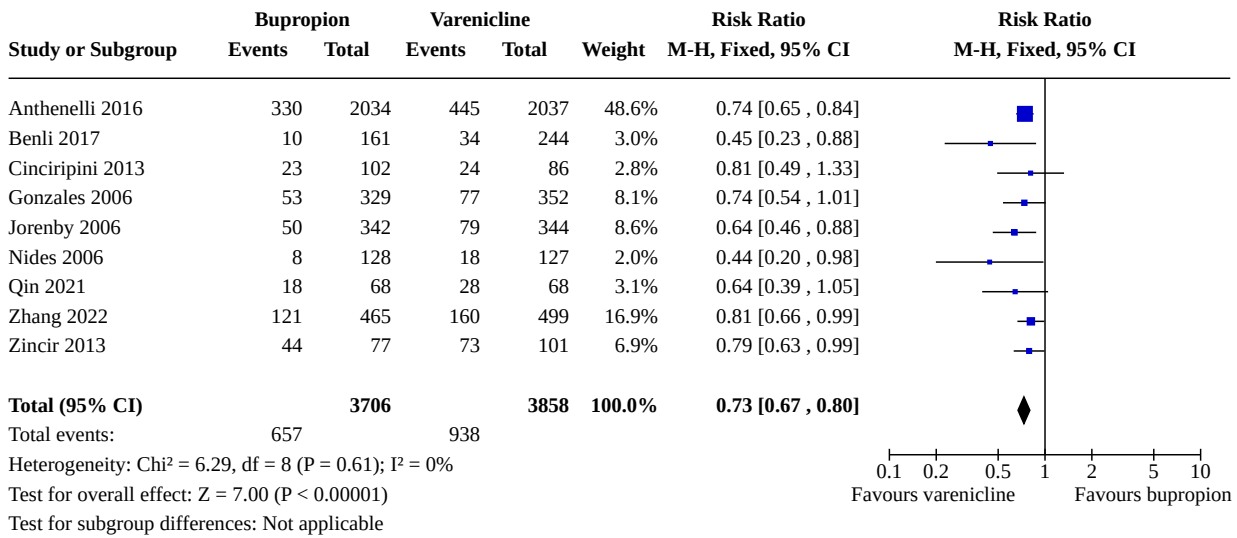 Bupropion Varenicline Risk Ratio Risk Ratio
Study or Subgroup Events Total Events Total Weight M-H, Fixed, 95% CI M-H, Fixed, 95% CI
Anthenelli 2016 330 2034 445 2037 48.6% 0.74 [0.65 , 0.84]
Benli 2017 10 161 34 244 3.0% 0.45 [0.23 , 0.88]
Cinciripini 2013 23 102 24 86 2.8% 0.81 [0.49 , 1.33]
Gonzales 2006 53 329 77 352 8.1% 0.74 [0.54 , 1.01]
Jorenby 2006 50 342 79 344 8.6% 0.64 [0.46 , 0.88]
Nides 2006 8 128 18 127 2.0% 0.44 [0.20 , 0.98]
Qin 2021 18 68 28 68 3.1% 0.64 [0.39 , 1.05]
Zhang 2022 121 465 160 499 16.9% 0.81 [0.66 , 0.99]
Zincir 2013 44 77 73 101 6.9% 0.79 [0.63 , 0.99]
Total (95% CI) 3706 3858 100.0% 0.73 [0.67 , 0.80]
Total events: 657 938
Heterogeneity: Chi² = 6.29, df = 8 (P = 0.61); I² = 0%
0.1 0.2 0.5 1 2 5 10
Test for overall effect: Z = 7.00 (P < 0.00001)
Favours varenicline Favours bupropion
Test for subgroup differences: Not applicable